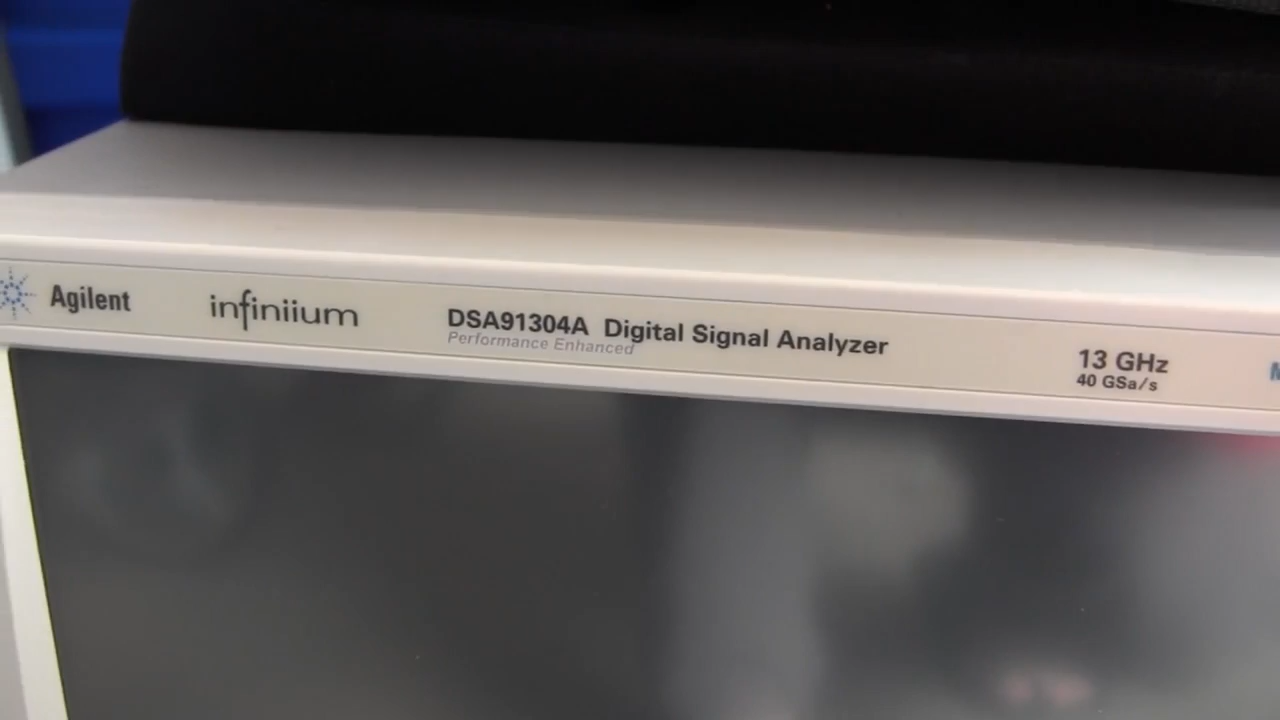 Agilent
infiniium
DSA91304A Digital Signal Analyzer
Performance Enhanced
13 GHz
40 GSa/s